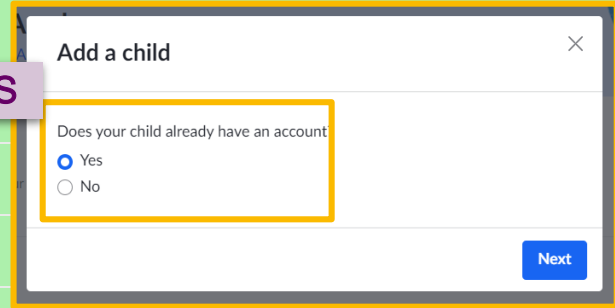 Add a child
Does your child already have an account
Yes
No
Next